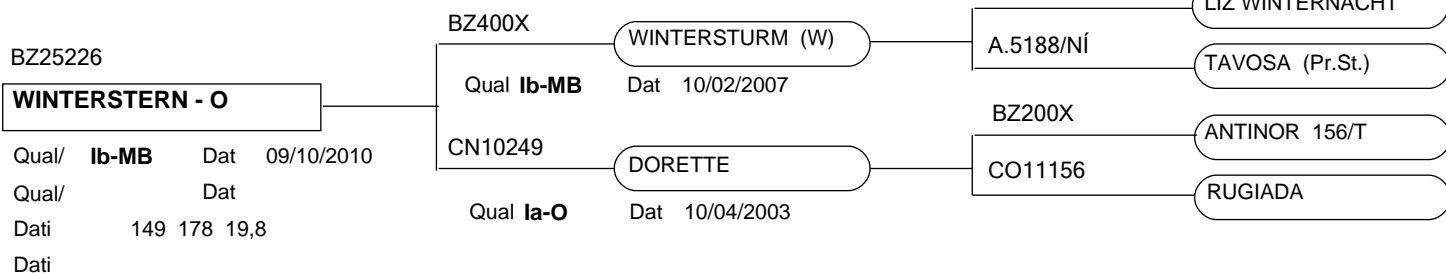 LIZ WINTERNACHT
BZ400X
WINTERSTURM (W)
A.5188/NÍ
BZ25226
TAVOSA (Pr.St.)
Qual Ib-MB Dat 10/02/2007
WINTERSTERN - O
BZ200X
ANTINOR 156/T
CN10249
Qual/ Ib-MB Dat 09/10/2010
DORETTE
CO11156
Qual/ Dat
RUGIADA
Qual Ia-O Dat 10/04/2003
Dati 149 178 19,8
Dati